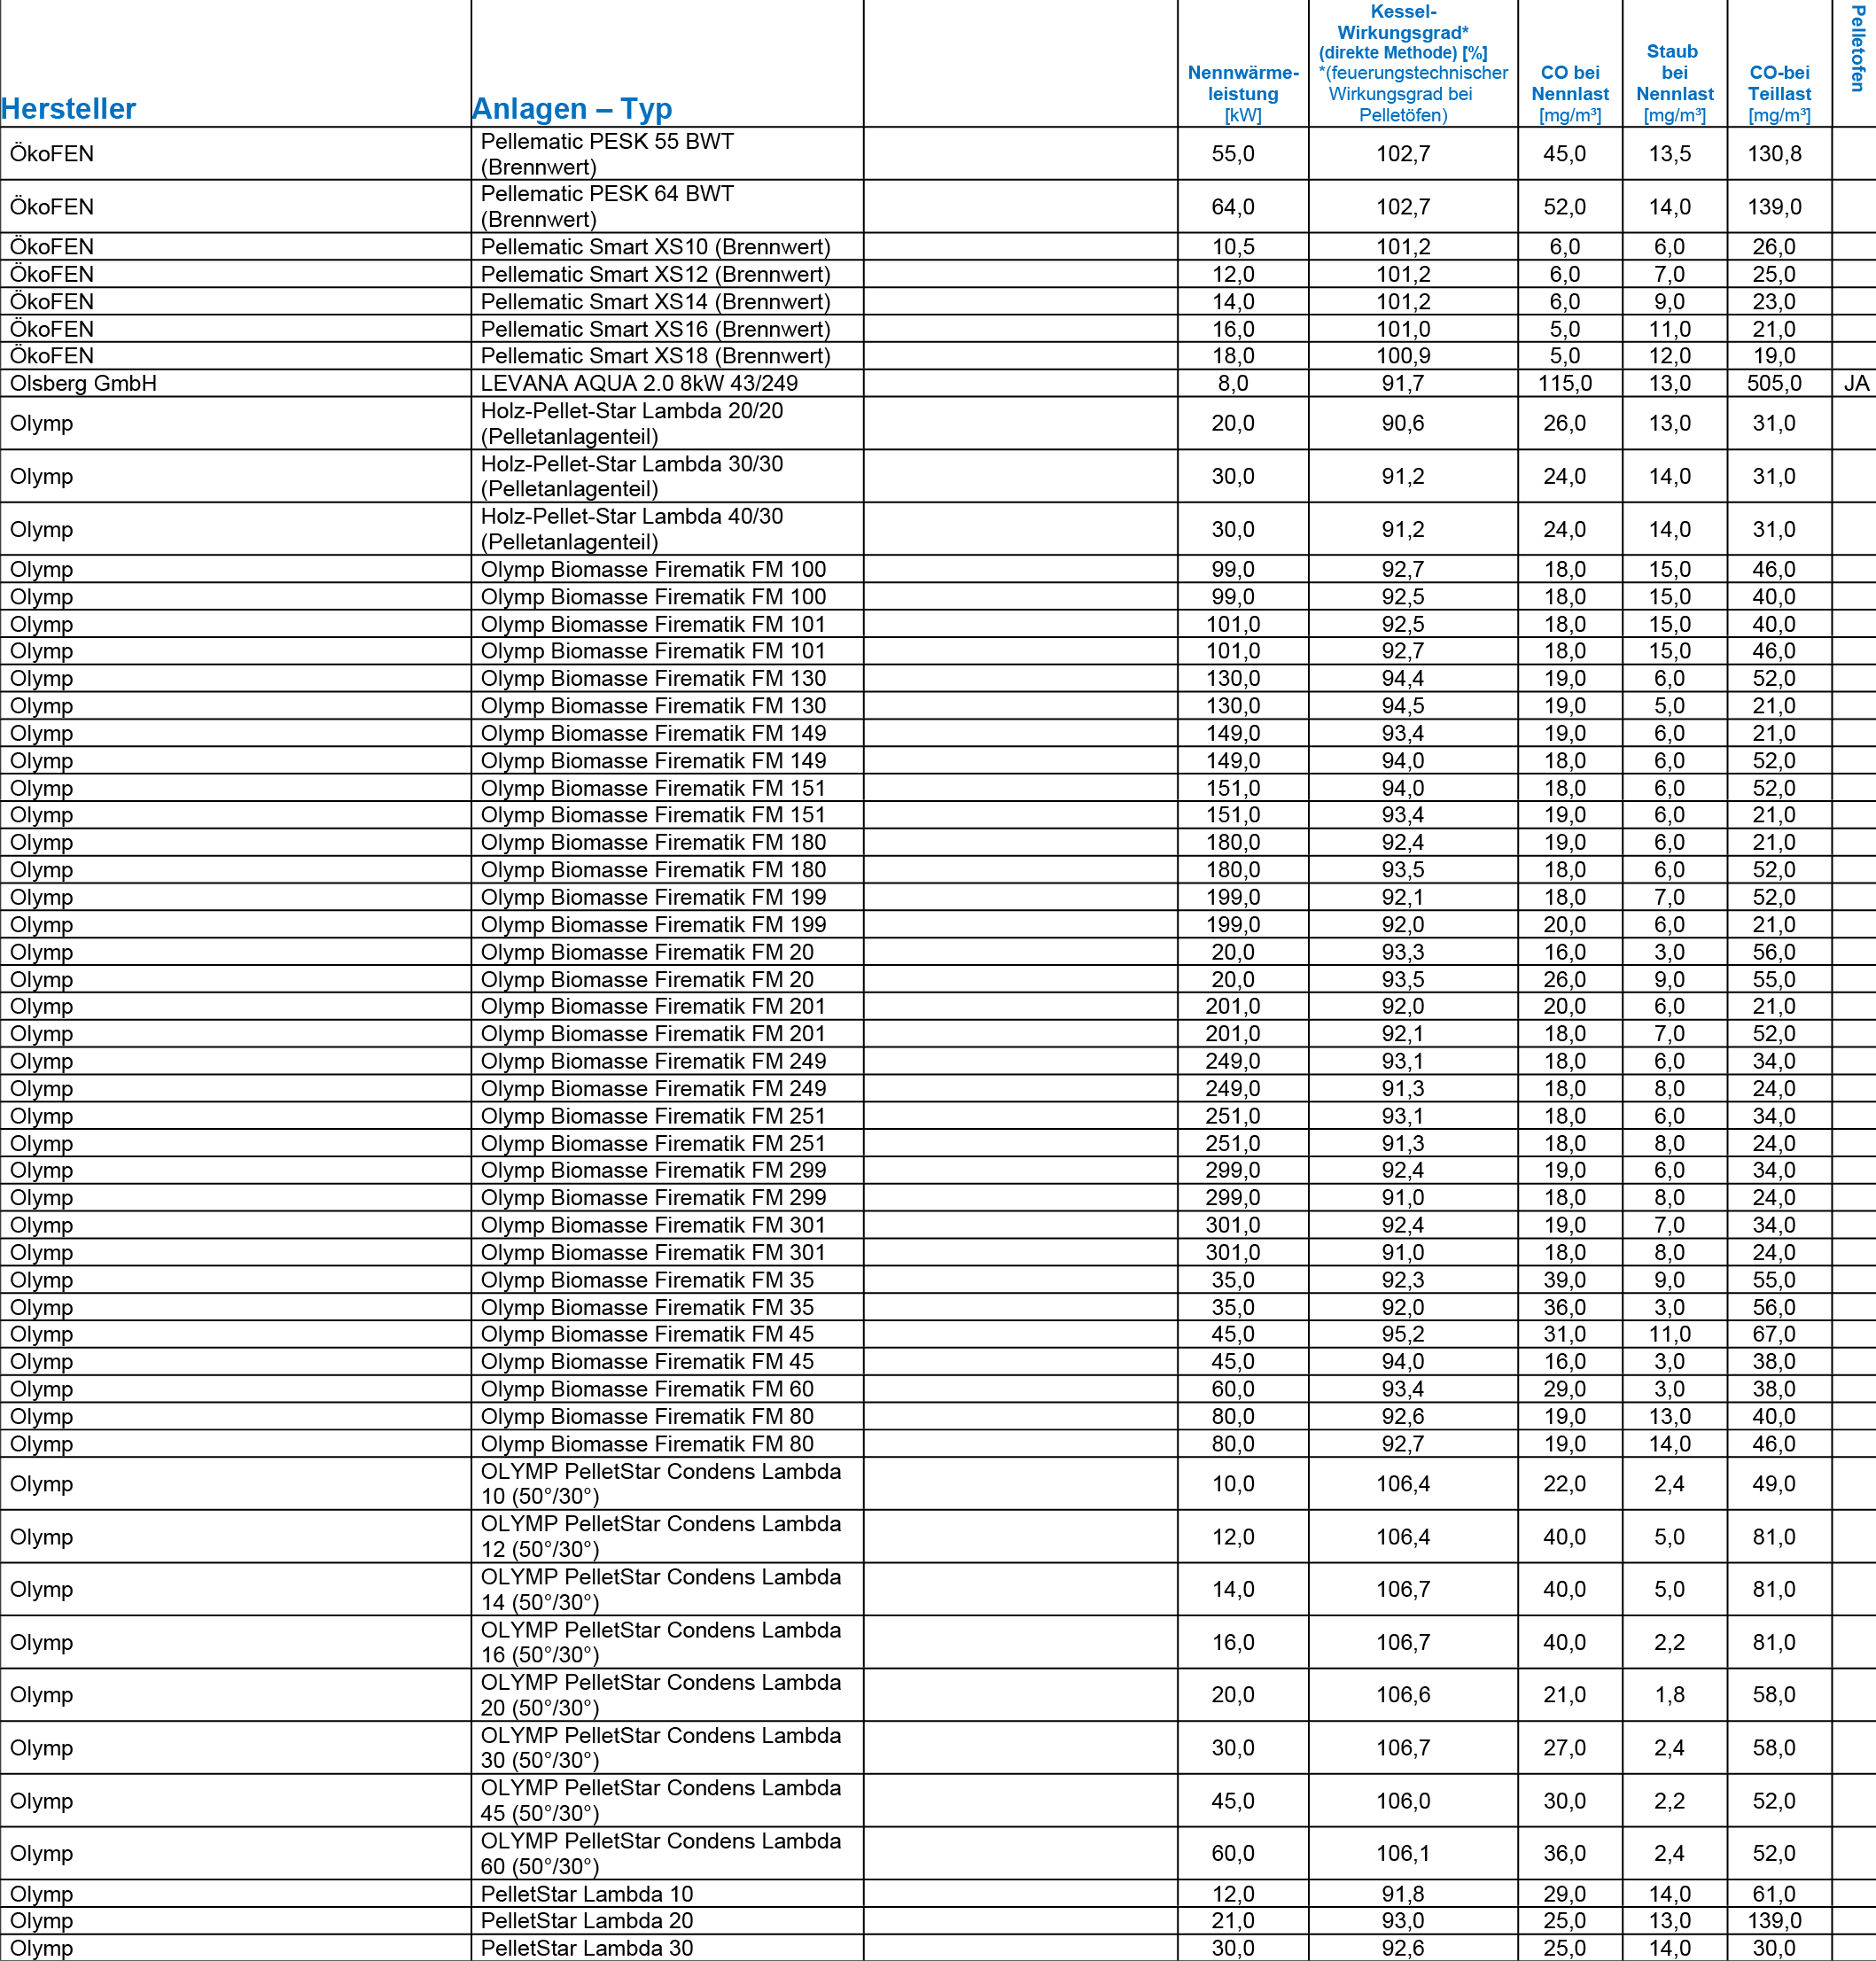 Hersteller
Anlagen – Typ
Nennwärme-
leistung
[kW]
Kessel-
Wirkungsgrad*
(direkte Methode) [%]
*(feuerungstechnischer
Wirkungsgrad bei
Pelletöfen)
CO bei
Nennlast
[mg/m³]
Staub
bei
Nennlast
[mg/m³]
CO-bei
Teillast
[mg/m³]
Pelletofen
ÖkoFEN Pellematic PESK 55 BWT
(Brennwert) 55,0 102,7 45,0 13,5 130,8
ÖkoFEN Pellematic PESK 64 BWT
(Brennwert) 64,0 102,7 52,0 14,0 139,0
ÖkoFEN Pellematic Smart XS10 (Brennwert) 10,5 101,2 6,0 6,0 26,0
ÖkoFEN Pellematic Smart XS12 (Brennwert) 12,0 101,2 6,0 7,0 25,0
ÖkoFEN Pellematic Smart XS14 (Brennwert) 14,0 101,2 6,0 9,0 23,0
ÖkoFEN Pellematic Smart XS16 (Brennwert) 16,0 101,0 5,0 11,0 21,0
ÖkoFEN Pellematic Smart XS18 (Brennwert) 18,0 100,9 5,0 12,0 19,0
Olsberg GmbH LEVANA AQUA 2.0 8kW 43/249 8,0 91,7 115,0 13,0 505,0 JA
Olymp Holz-Pellet-Star Lambda 20/20
(Pelletanlagenteil) 20,0 90,6 26,0 13,0 31,0
Olymp Holz-Pellet-Star Lambda 30/30
(Pelletanlagenteil) 30,0 91,2 24,0 14,0 31,0
Olymp Holz-Pellet-Star Lambda 40/30
(Pelletanlagenteil) 30,0 91,2 24,0 14,0 31,0
Olymp Olymp Biomasse Firematik FM 100 99,0 92,7 18,0 15,0 46,0
Olymp Olymp Biomasse Firematik FM 100 99,0 92,5 18,0 15,0 40,0
Olymp Olymp Biomasse Firematik FM 101 101,0 92,5 18,0 15,0 40,0
Olymp Olymp Biomasse Firematik FM 101 101,0 92,7 18,0 15,0 46,0
Olymp Olymp Biomasse Firematik FM 130 130,0 94,4 19,0 6,0 52,0
Olymp Olymp Biomasse Firematik FM 130 130,0 94,5 19,0 5,0 21,0
Olymp Olymp Biomasse Firematik FM 149 149,0 93,4 19,0 6,0 21,0
Olymp Olymp Biomasse Firematik FM 149 149,0 94,0 18,0 6,0 52,0
Olymp Olymp Biomasse Firematik FM 151 151,0 94,0 18,0 6,0 52,0
Olymp Olymp Biomasse Firematik FM 151 151,0 93,4 19,0 6,0 21,0
Olymp Olymp Biomasse Firematik FM 180 180,0 92,4 19,0 6,0 21,0
Olymp Olymp Biomasse Firematik FM 180 180,0 93,5 18,0 6,0 52,0
Olymp Olymp Biomasse Firematik FM 199 199,0 92,1 18,0 7,0 52,0
Olymp Olymp Biomasse Firematik FM 199 199,0 92,0 20,0 6,0 21,0
Olymp Olymp Biomasse Firematik FM 20 20,0 93,3 16,0 3,0 56,0
Olymp Olymp Biomasse Firematik FM 20 20,0 93,5 26,0 9,0 55,0
Olymp Olymp Biomasse Firematik FM 201 201,0 92,0 20,0 6,0 21,0
Olymp Olymp Biomasse Firematik FM 201 201,0 92,1 18,0 7,0 52,0
Olymp Olymp Biomasse Firematik FM 249 249,0 93,1 18,0 6,0 34,0
Olymp Olymp Biomasse Firematik FM 249 249,0 91,3 18,0 8,0 24,0
Olymp Olymp Biomasse Firematik FM 251 251,0 93,1 18,0 6,0 34,0
Olymp Olymp Biomasse Firematik FM 251 251,0 91,3 18,0 8,0 24,0
Olymp Olymp Biomasse Firematik FM 299 299,0 92,4 19,0 6,0 34,0
Olymp Olymp Biomasse Firematik FM 299 299,0 91,0 18,0 8,0 24,0
Olymp Olymp Biomasse Firematik FM 301 301,0 92,4 19,0 7,0 34,0
Olymp Olymp Biomasse Firematik FM 301 301,0 91,0 18,0 8,0 24,0
Olymp Olymp Biomasse Firematik FM 35 35,0 92,3 39,0 9,0 55,0
Olymp Olymp Biomasse Firematik FM 35 35,0 92,0 36,0 3,0 56,0
Olymp Olymp Biomasse Firematik FM 45 45,0 95,2 31,0 11,0 67,0
Olymp Olymp Biomasse Firematik FM 45 45,0 94,0 16,0 3,0 38,0
Olymp Olymp Biomasse Firematik FM 60 60,0 93,4 29,0 3,0 38,0
Olymp Olymp Biomasse Firematik FM 80 80,0 92,6 19,0 13,0 40,0
Olymp Olymp Biomasse Firematik FM 80 80,0 92,7 19,0 14,0 46,0
Olymp OLYMP PelletStar Condens Lambda
10 (50°/30°) 10,0 106,4 22,0 2,4 49,0
Olymp OLYMP PelletStar Condens Lambda
12 (50°/30°) 12,0 106,4 40,0 5,0 81,0
Olymp OLYMP PelletStar Condens Lambda
14 (50°/30°) 14,0 106,7 40,0 5,0 81,0
Olymp OLYMP PelletStar Condens Lambda
16 (50°/30°) 16,0 106,7 40,0 2,2 81,0
Olymp OLYMP PelletStar Condens Lambda
20 (50°/30°) 20,0 106,6 21,0 1,8 58,0
Olymp OLYMP PelletStar Condens Lambda
30 (50°/30°) 30,0 106,7 27,0 2,4 58,0
Olymp OLYMP PelletStar Condens Lambda
45 (50°/30°) 45,0 106,0 30,0 2,2 52,0
Olymp OLYMP PelletStar Condens Lambda
60 (50°/30°) 60,0 106,1 36,0 2,4 52,0
Olymp PelletStar Lambda 10 12,0 91,8 29,0 14,0 61,0
Olymp PelletStar Lambda 20 21,0 93,0 25,0 13,0 139,0
Olymp PelletStar Lambda 30 30,0 92,6 25,0 14,0 30,0